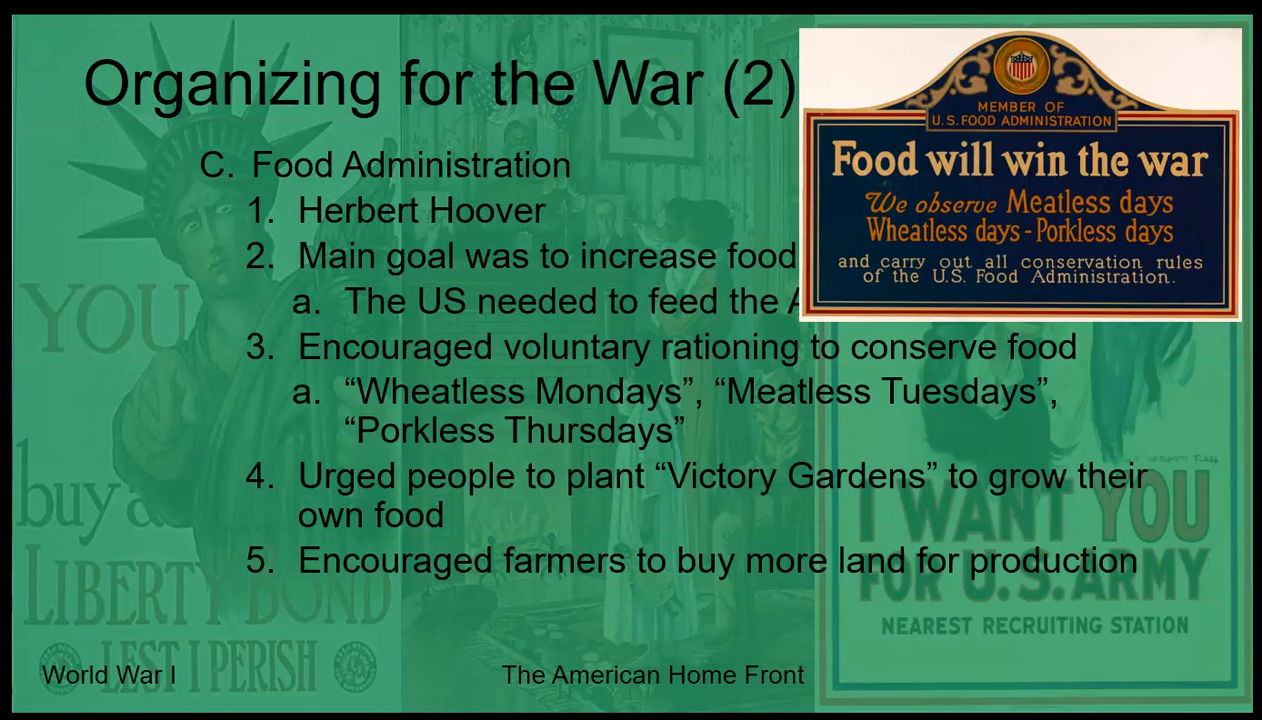 Organizing for the War (2)
MEMBER OF
U.S. FOOD ADMINISTRATION
Food will win the war
We observe Meatless days
Wheatless days - Porkless days
and carry out all conservation rules
of the U.S. Food Administration.
C. Food Administration
1. Herbert Hoover
2. Main goal was to increase food
a. The US needed to feed the
3. Encouraged voluntary rationing to conserve food
a. “Wheatless Mondays”, “Meatless Tuesdays”,
“Porkless Thursdays”
4. Urged people to plant “Victory Gardens” to grow their
own food
5. Encouraged farmers to buy more land for production
YOU
buy a
LIBERTY BOND
LEST I PERISH
I WANT YOU
FOR U.S. ARMY
NEAREST RECRUITING STATION
World War I
The American Home Front